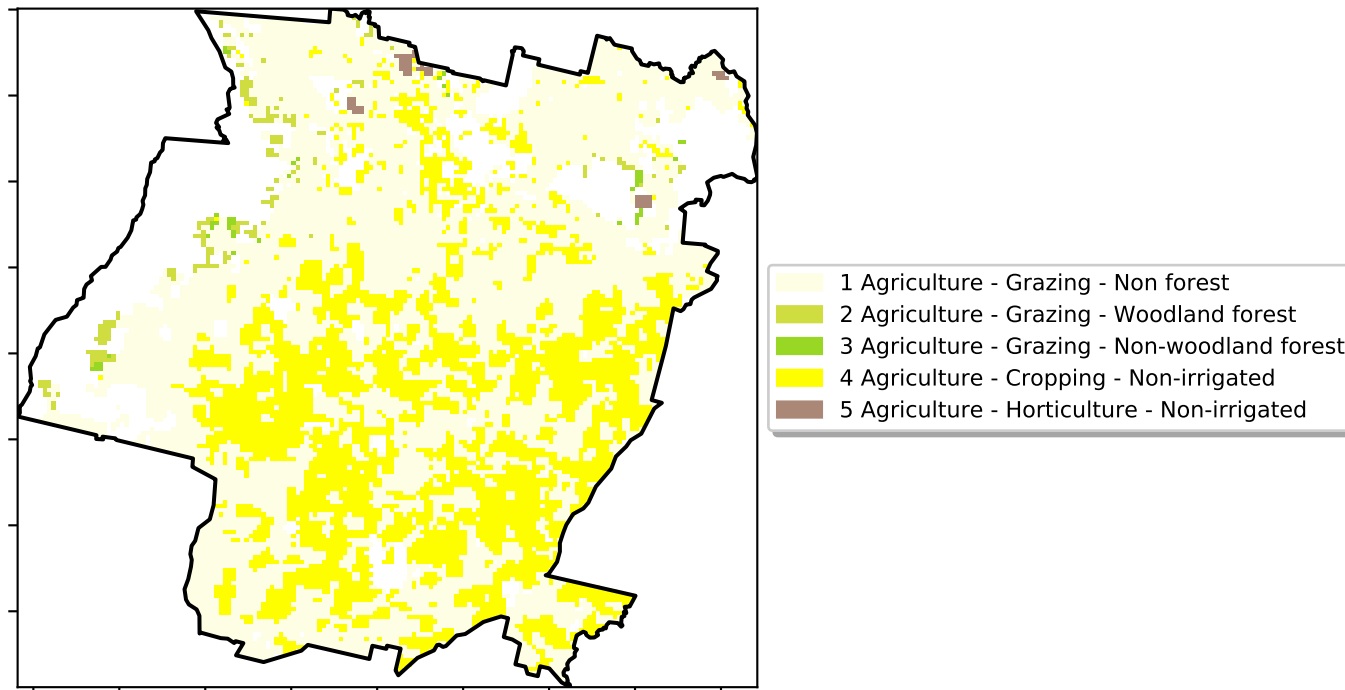 1 Agriculture - Grazing - Non forest
2 Agriculture - Grazing - Woodland forest
3 Agriculture - Grazing - Non-woodland forest
4 Agriculture - Cropping - Non-irrigated
5 Agriculture - Horticulture - Non-irrigated